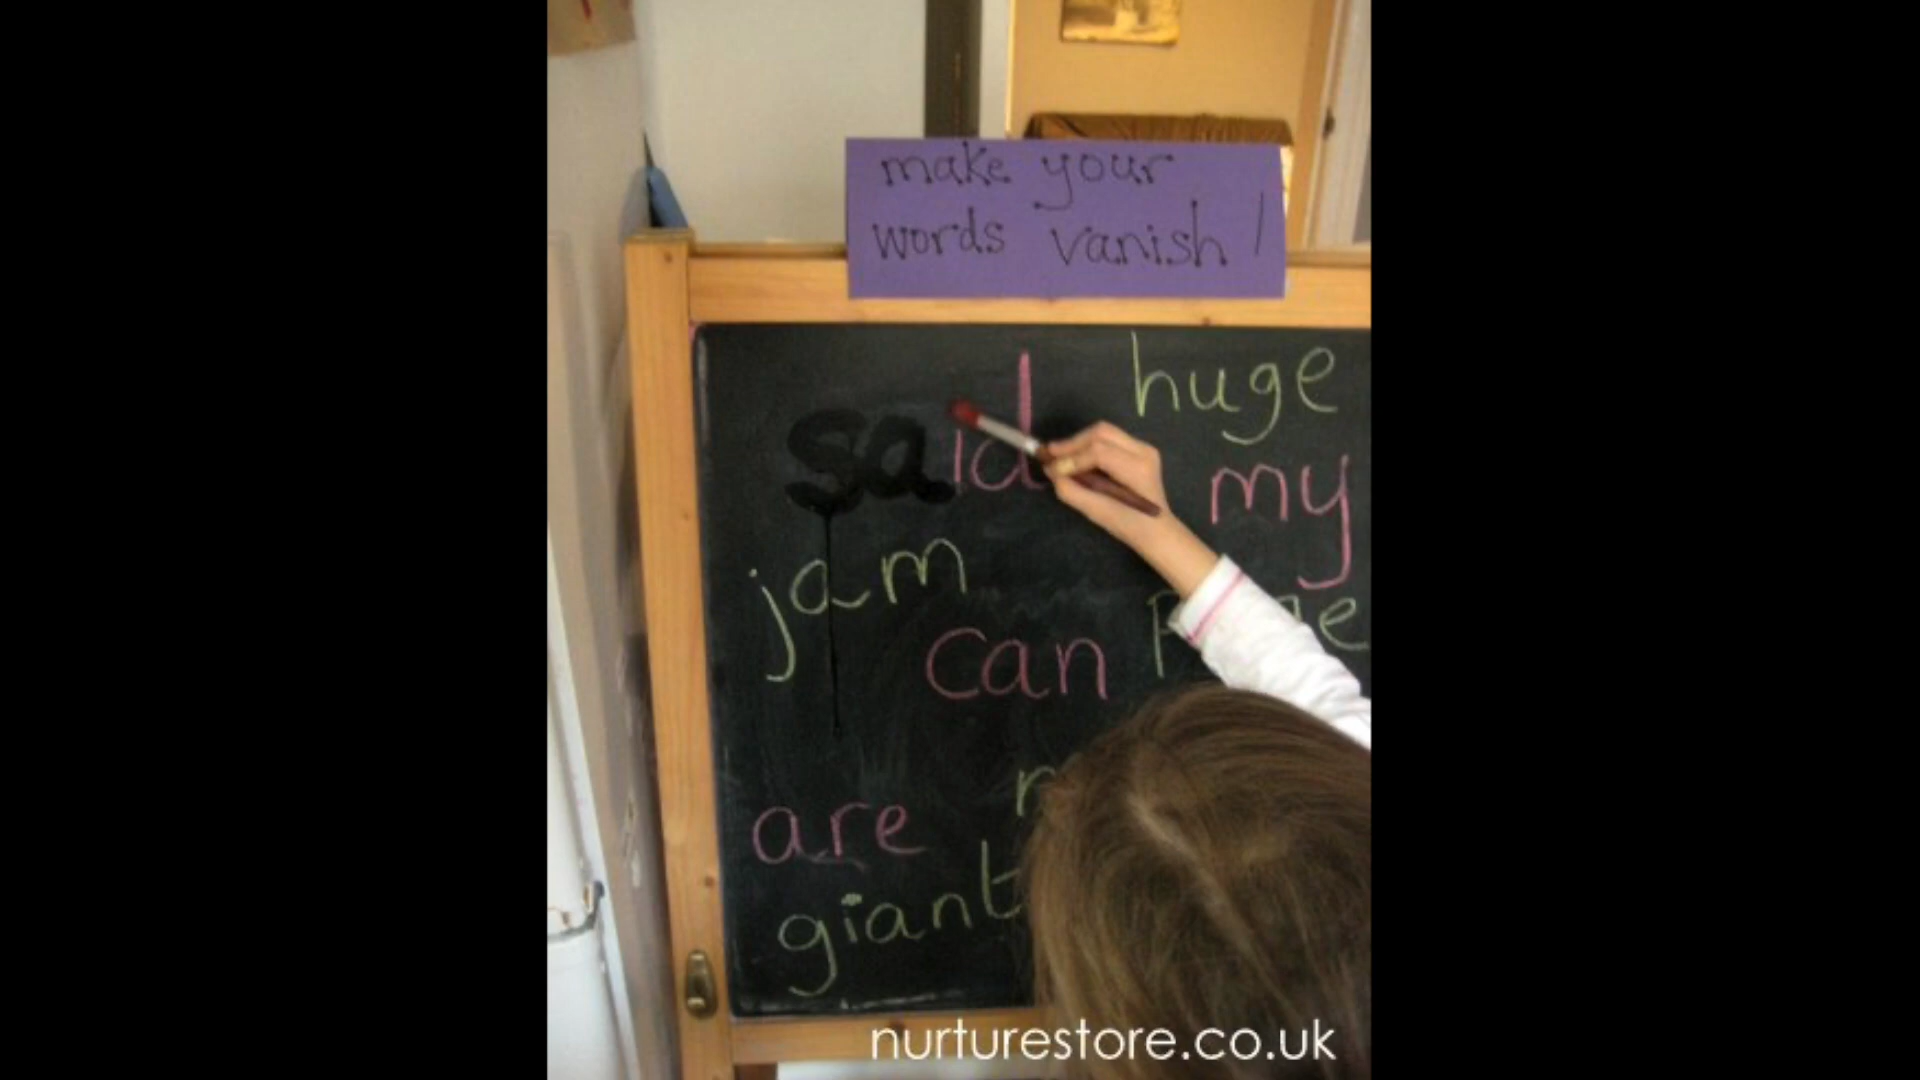 make your
words vanish!
said
huge
my
jam
can
are
giant
nurturestore.co.uk